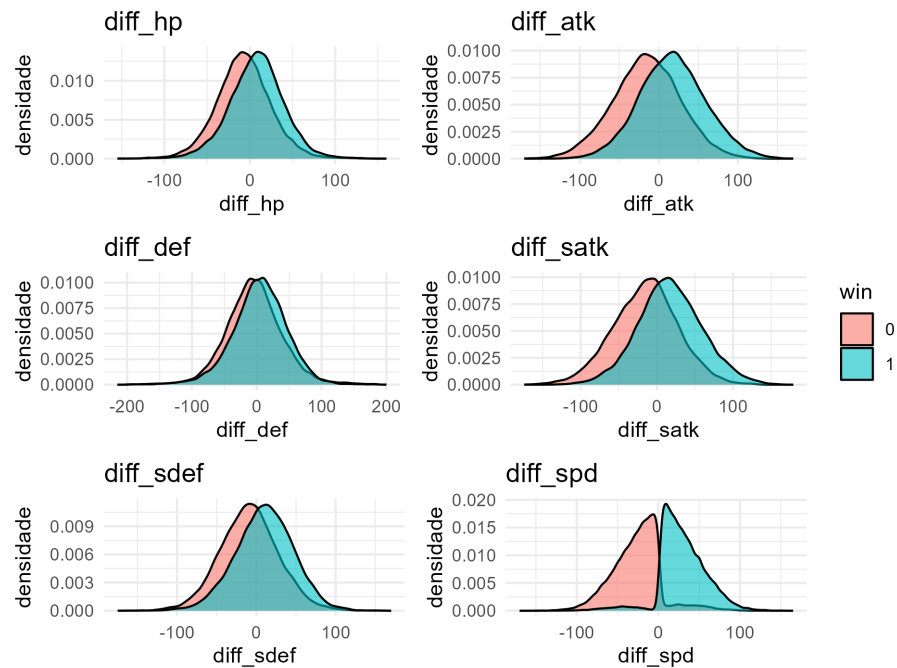 diff_hp
densidade
0.010
0.005
0.000
-100 0 100
diff_hp
diff_atk
densidade
0.0100
0.0075
0.0050
0.0025
0.0000
-100 0 100
diff_atk
diff_def
densidade
0.0100
0.0075
0.0050
0.0025
0.0000
-200 -100 0 100 200
diff_def
diff_satk
densidade
0.0100
0.0075
0.0050
0.0025
0.0000
-100 0 100
diff_satk
win
0
1
diff_sdef
densidade
0.009
0.006
0.003
0.000
-100 0 100
diff_sdef
diff_spd
densidade
0.020
0.015
0.010
0.005
0.000
-100 0 100
diff_spd